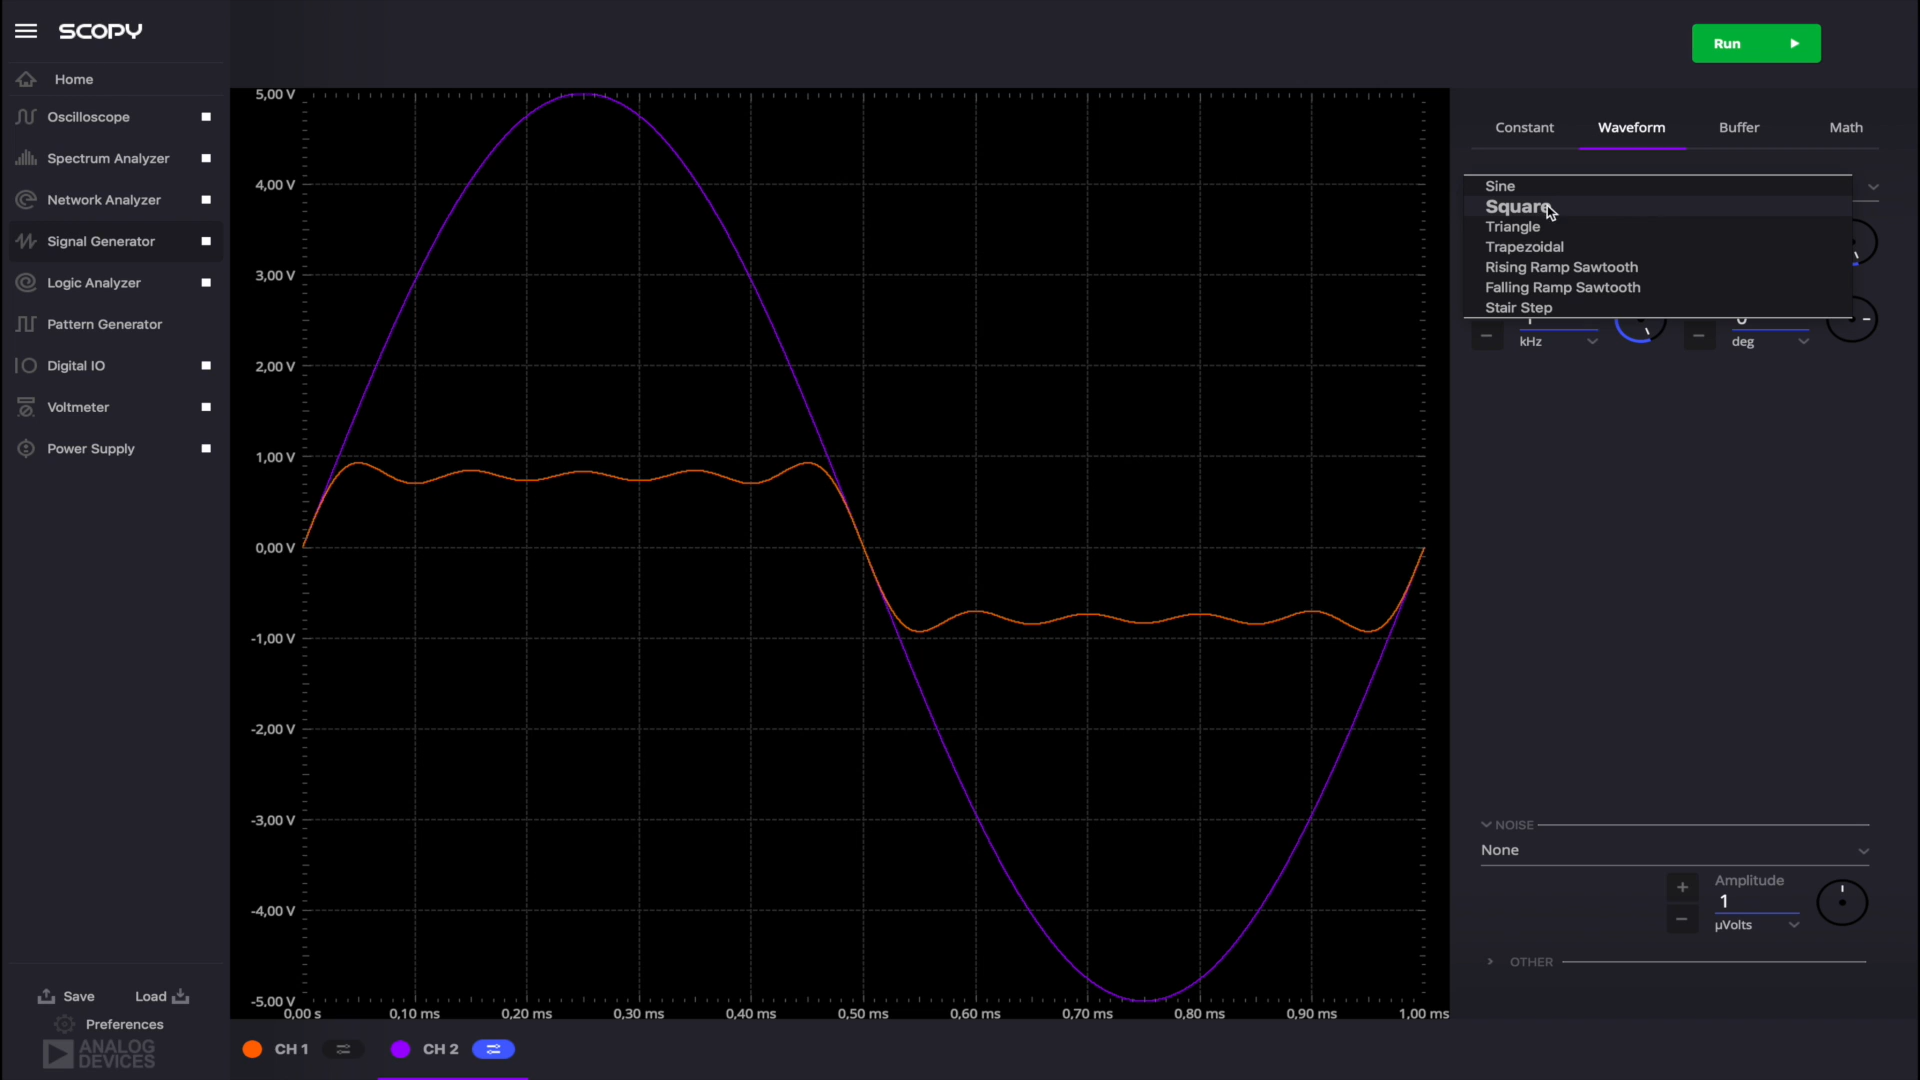 SCOPY
Run
Home
Oscilloscope
Spectrum Analyzer
Network Analyzer
Signal Generator
Logic Analyzer
Pattern Generator
Digital IO
Voltmeter
Power Supply
Save
Load
Preferences
ANALOG
DEVICES
5,00 V
4,00 V
3,00 V
2,00 V
1,00 V
0,00 V
-1,00 V
-2,00 V
-3,00 V
-4,00 V
-5,00 V
0,00 s
0,10 ms
0,20 ms
0,30 ms
0,40 ms
0,50 ms
0,60 ms
0,70 ms
0,80 ms
0,90 ms
1,00 ms
CH 1
CH 2
Constant
Waveform
Buffer
Math
Sine
Square
Triangle
Trapezoidal
Rising Ramp Sawtooth
Falling Ramp Sawtooth
Stair Step
kHz
deg
NOISE
None
Amplitude
1
µVolts
OTHER